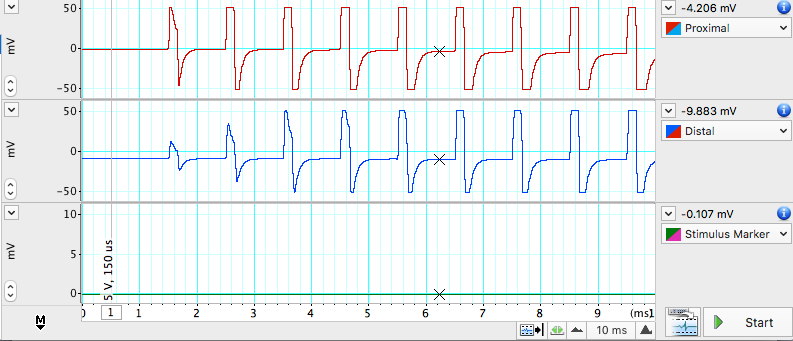 50
0
-50
mV
-4.206 mV
Proximal
50
0
-50
mV
-9.883 mV
Distal
10
5
0
mV
5 V, 150 us
-0.107 mV
Stimulus Marker
M
0 1 2 3 4 5 6 7 8 9 (ms1
10 ms
Start